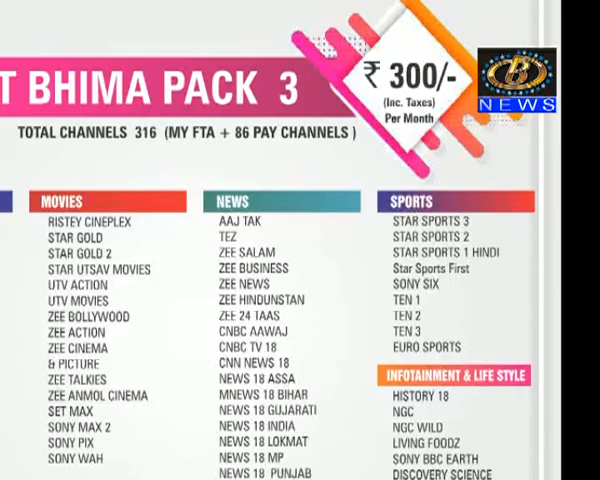 T BHIMA PACK 3
₹ 300/-
(Inc. Taxes)
Per Month
B
NEWS
TOTAL CHANNELS 316 (MY FTA + 86 PAY CHANNELS )
MOVIES
RISTEY CINEPLEX
STAR GOLD
STAR GOLD 2
STAR UTSAV MOVIES
UTV ACTION
UTV MOVIES
ZEE BOLLYWOOD
ZEE ACTION
ZEE CINEMA
& PICTURE
ZEE TALKIES
ZEE ANMOL CINEMA
SET MAX
SONY MAX 2
SONY PIX
SONY WAH
NEWS
AAJ TAK
TEZ
ZEE SALAM
ZEE BUSINESS
ZEE NEWS
ZEE HINDUSTAN
ZEE 24 TAAS
CNBC AAWAJ
CNBC TV 18
CNN NEWS 18
NEWS 18 ASSA
MNEWS 18 BIHAR
NEWS 18 GUJARATI
NEWS 18 INDIA
NEWS 18 LOKMAT
NEWS 18 MP
NEWS 18 PUNJAB
SPORTS
STAR SPORTS 3
STAR SPORTS 2
STAR SPORTS 1 HINDI
Star Sports First
SONY SIX
TEN 1
TEN 2
TEN 3
EURO SPORTS
INFOTAINMENT & LIFE STYLE
HISTORY 18
NGC
NGC WILD
LIVING FOODZ
SONY BBC EARTH
DISCOVERY SCIENCE